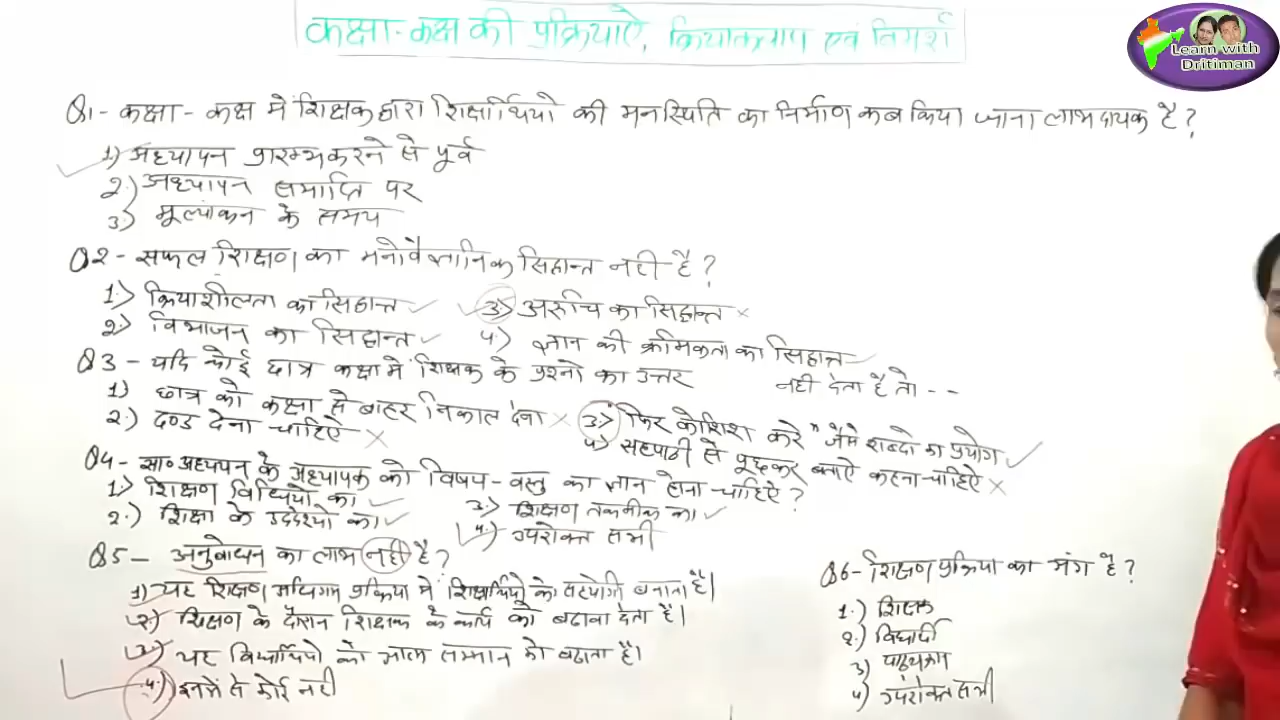 कक्षा-कक्ष की प्रक्रियाऐं, क्रियाकलाप एवं विमर्श
Learn with
Dritiman
Q1- कक्षा - कक्ष में शिक्षक द्वारा शिक्षार्थियो की मनःस्थिति का निर्माण कब किया जाना लाभदायक है?
1) अध्यापन प्रारम्भ करने से पूर्व
2.) अध्यापन समाप्ति पर
3.) मूल्यांकन के समय
Q2- सफल शिक्षण का मनोवैज्ञानिक सिद्धान्त नही है?
1.> क्रियाशीलता का सिद्धान्त ✓
3.> अरूचि का सिद्धान्त ×
2.> विभाजन का सिद्धान्त ✓
4.> ज्ञान की क्रमिकता का सिद्धान्त ✓
Q3- यदि कोई छात्र कक्षा में शिक्षक के प्रश्नो का उत्तर नही देता है तो - -
1) छात्र को कक्षा से बाहर निकाल देना ×
3.> "फिर कोशिश करे" जैसे शब्दो का प्रयोग ✓
2.) दण्ड देना चाहिऐ ×
4) सहपाठी से पूछकर बताऐ कहना चाहिऐ ×
Q4- सा० अध्ययन के अध्यापक को विषय-वस्तु का ज्ञान होना चाहिऐ?
1.> शिक्षण विधियो का ✓
3.> शिक्षण तकनीक का ✓
2.) शिक्षा के उददेश्यो का ✓
4.) उपरोक्त सभी
Q5- अनुबोधन का लाभ नही है?
1) यह शिक्षण अधिगम प्रक्रिया में शिक्षार्थियो को सहयोगी बनाता है।
2.) शिक्षण के दौरान शिक्षक के कार्य को बढावा देता है।
3.) यह विद्यार्थियो के आत्म सम्मान को बढाता है।
4.) इनमें से कोई नही
Q6- शिक्षण प्रक्रिया का अंग है?
1.) शिक्षक
2.) विद्यार्थी
3) पाठ्यक्रम
4) उपरोक्त सभी